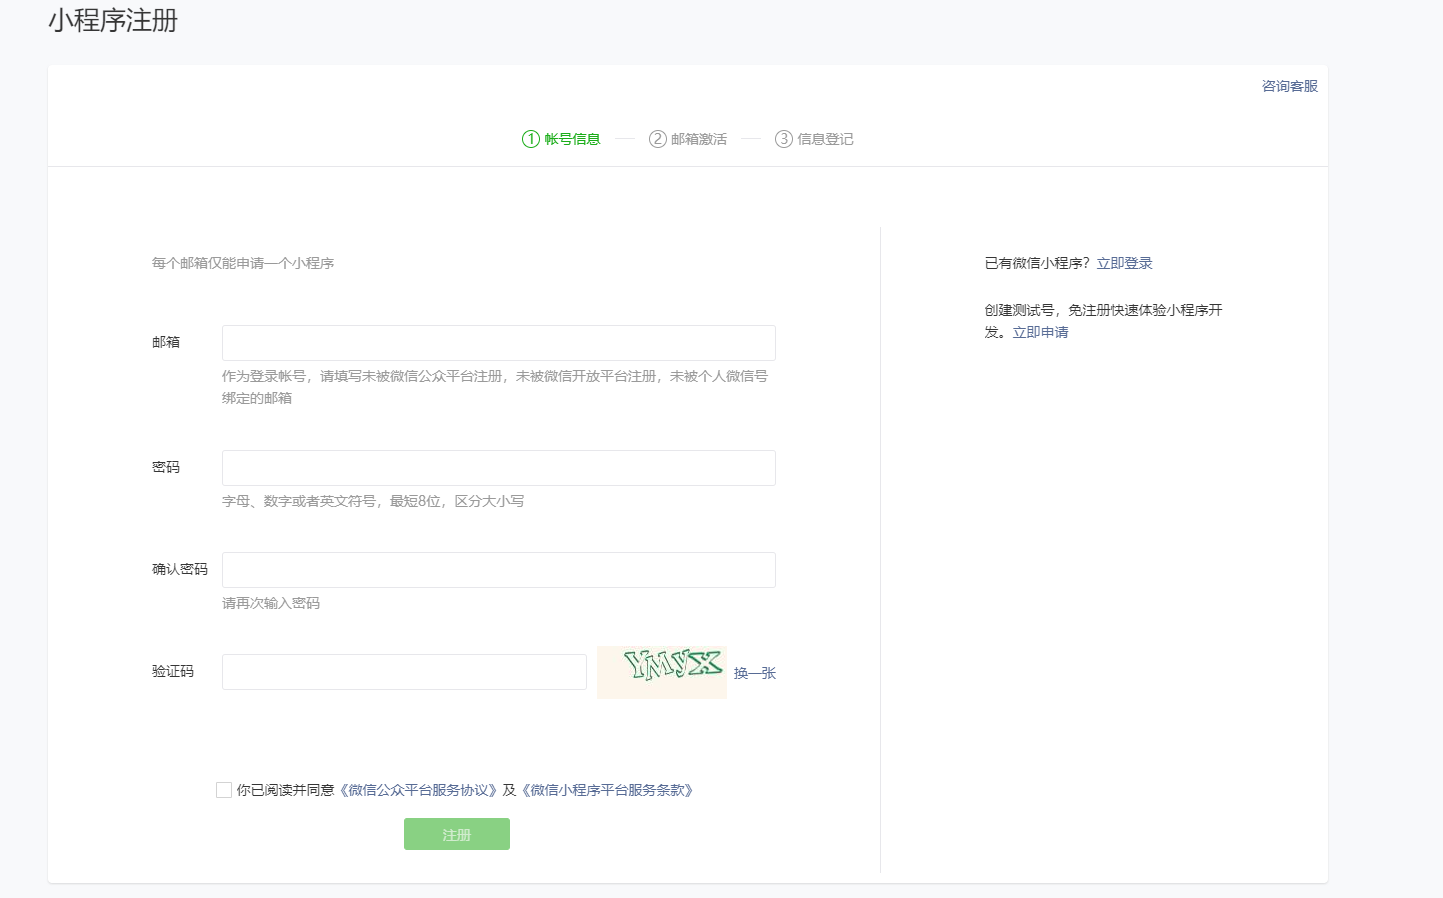 小程序注册
咨询客服
1 帐号信息 2 邮箱激活 3 信息登记
每个邮箱仅能申请一个小程序
已有微信小程序？立即登录
创建测试号，免注册快速体验小程序开
发。立即申请
邮箱
作为登录帐号，请填写未被微信公众平台注册，未被微信开放平台注册，未被个人微信号
绑定的邮箱
密码
字母、数字或者英文符号，最短8位，区分大小写
确认密码
请再次输入密码
验证码 YMyX 换一张
你已阅读并同意《微信公众平台服务协议》及《微信小程序平台服务条款》
注册